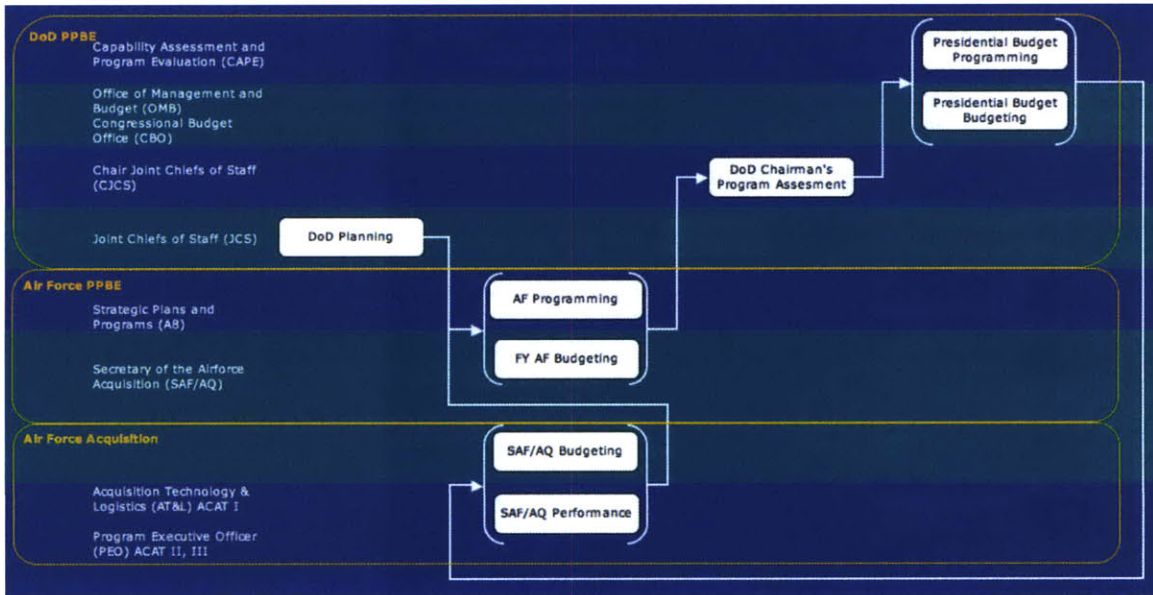 DoD PPBE
Capability Assessment and
Program Evaluation (CAPE)
Office of Management and
Budget (OMB)
Congressional Budget
Office (CBO)
Chair Joint Chiefs of Staff
(CJCS)
Joint Chiefs of Staff (JCS)
DoD Planning
DoD Chairman's
Program Assesment
Presidential Budget
Programming
Presidential Budget
Budgeting
Air Force PPBE
Strategic Plans and
Programs (A8)
Secretary of the Airforce
Acquisition (SAF/AQ)
AF Programming
FY AF Budgeting
Air Force Acquisition
Acquisition Technology &
Logistics (AT&L) ACAT I
Program Executive Officer
(PEO) ACAT II, III
SAF/AQ Budgeting
SAF/AQ Performance